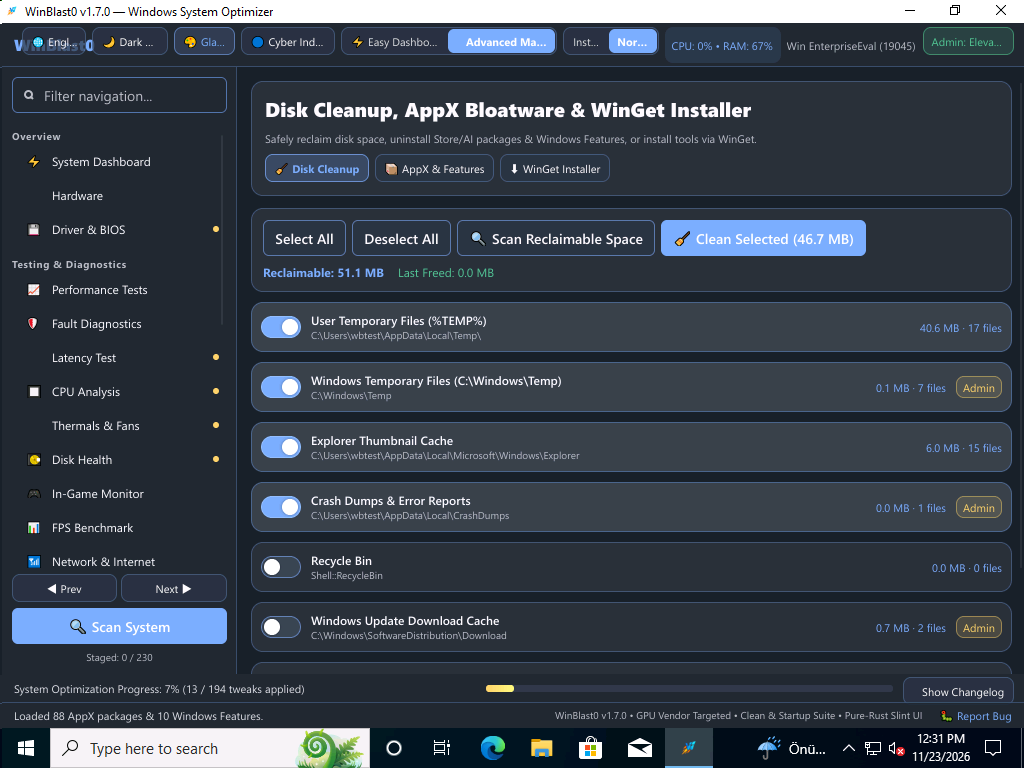 WinBlast0 v1.7.0 — Windows System Optimizer
Engl...
Dark ...
Gla...
Cyber Ind...
Easy Dashbo...
Advanced Ma...
Inst...
Nor...
CPU: 0% • RAM: 67%
Win EnterpriseEval (19045)
Admin: Eleva...
Filter navigation...
Overview
System Dashboard
Hardware
Driver & BIOS
Testing & Diagnostics
Performance Tests
Fault Diagnostics
Latency Test
CPU Analysis
Thermals & Fans
Disk Health
In-Game Monitor
FPS Benchmark
Network & Internet
◀ Prev
Next ▶
Scan System
Staged: 0 / 230
Disk Cleanup, AppX Bloatware & WinGet Installer
Safely reclaim disk space, uninstall Store/AI packages & Windows Features, or install tools via WinGet.
Disk Cleanup
AppX & Features
⬇ WinGet Installer
Select All
Deselect All
Scan Reclaimable Space
Clean Selected (46.7 MB)
Reclaimable: 51.1 MB
Last Freed: 0.0 MB
User Temporary Files (%TEMP%)
C:\Users\wbtest\AppData\Local\Temp\
40.6 MB · 17 files
Windows Temporary Files (C:\Windows\Temp)
C:\Windows\Temp
0.1 MB · 7 files
Admin
Explorer Thumbnail Cache
C:\Users\wbtest\AppData\Local\Microsoft\Windows\Explorer
6.0 MB · 15 files
Crash Dumps & Error Reports
C:\Users\wbtest\AppData\Local\CrashDumps
0.0 MB · 1 files
Admin
Recycle Bin
Shell::RecycleBin
0.0 MB · 0 files
Windows Update Download Cache
C:\Windows\SoftwareDistribution\Download
0.7 MB · 2 files
Admin
System Optimization Progress: 7% (13 / 194 tweaks applied)
Show Changelog
Loaded 88 AppX packages & 10 Windows Features.
WinBlast0 v1.7.0 • GPU Vendor Targeted • Clean & Startup Suite • Pure-Rust Slint UI
Report Bug
Type here to search
Önü...
12:31 PM
11/23/2026